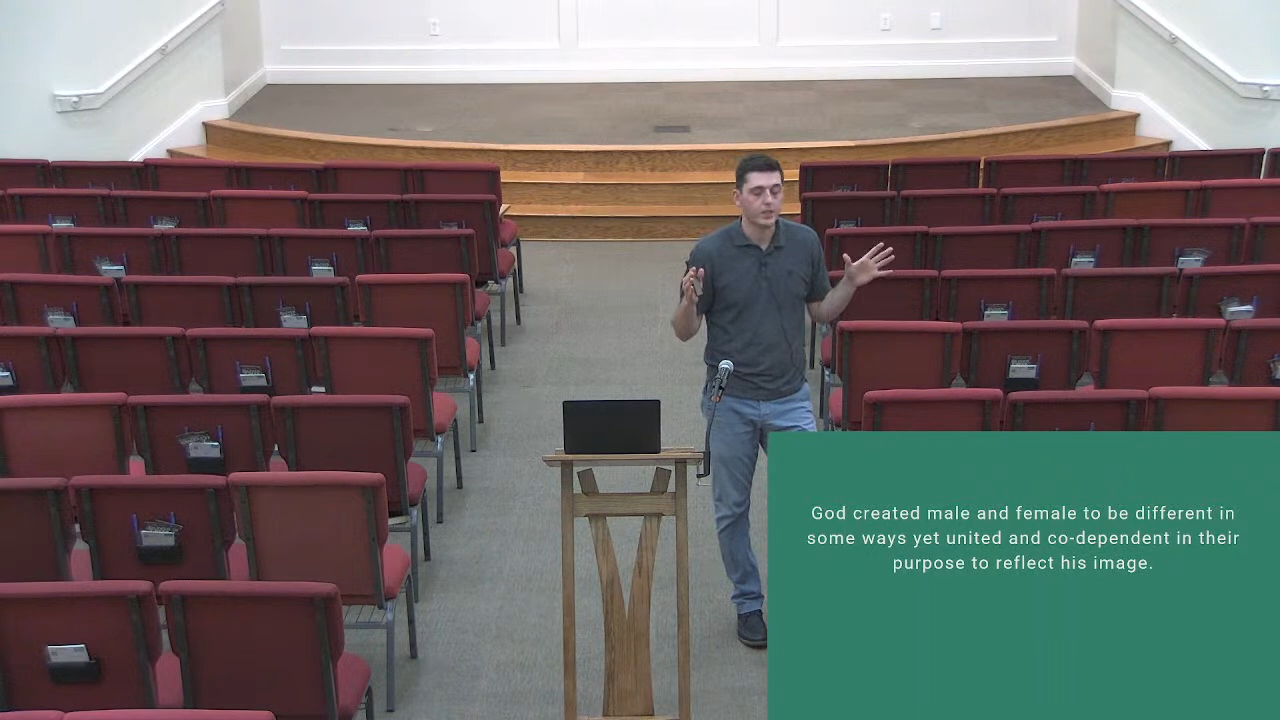 God created male and female to be different in
some ways yet united and co-dependent in their
purpose to reflect his image.